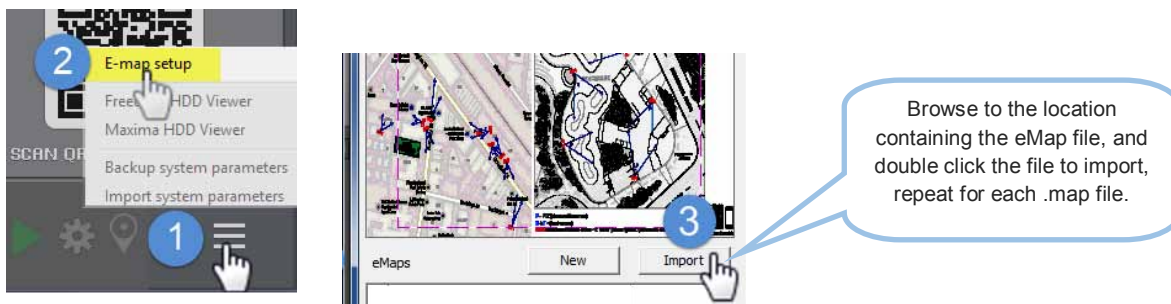 2
E-map setup
HDD Viewer
Maxima HDD Viewer
SCAN
Backup system parameters
Import system parameters
1
3
eMaps
New
Import
Browse to the location
containing the eMap file, and
double click the file to import,
repeat for each .map file.